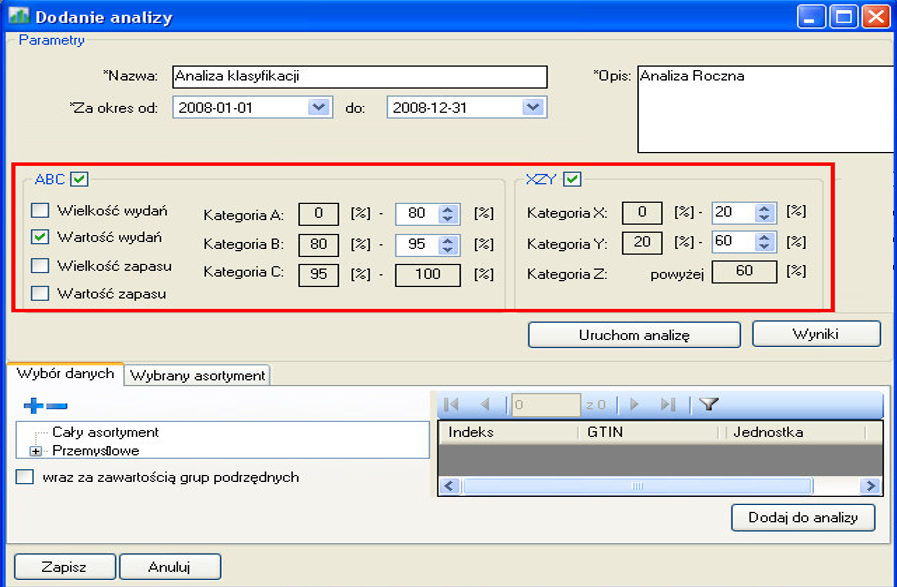 Dodanie analizy
Parametry
*Nazwa: Analiza klasyfikacji *Opis: Analiza Roczna
*Za okres od: 2008-01-01 do: 2008-12-31
ABC XZY
Wielkość wydań Kategoria A: 0 [%] - 80 [%] Kategoria X: 0 [%] - 20 [%]
Wartość wydań Kategoria B: 80 [%] - 95 [%] Kategoria Y: 20 [%] - 60 [%]
Wielkość zapasu Kategoria C: 95 [%] - 100 [%] Kategoria Z: powyżej 60 [%]
Wartość zapasu
Uruchom analizę Wyniki
Wybór danych Wybrany asortyment
0 z 0
Cały asortyment Indeks GTIN Jednostka
Przemysłowe
wraz za zawartością grup podrzędnych
Dodaj do analizy
Zapisz Anuluj